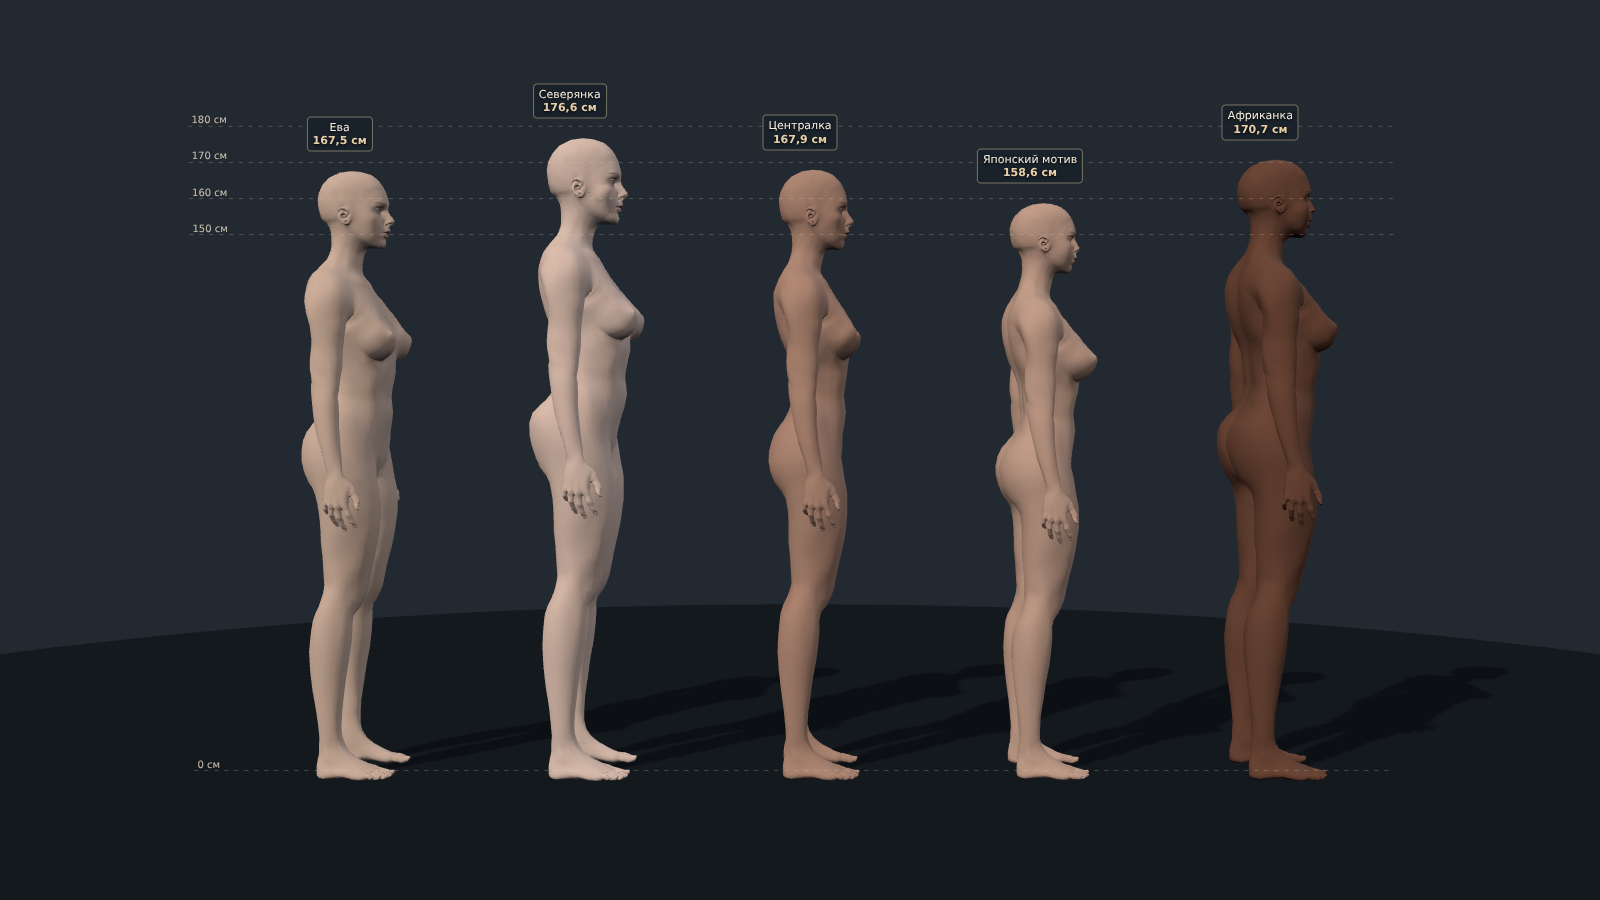 Ева
167,5 см
Северянка
176,6 см
Централка
167,9 см
Японский мотив
158,6 см
Африканка
170,7 см
180 см
170 см
160 см
150 см
0 см